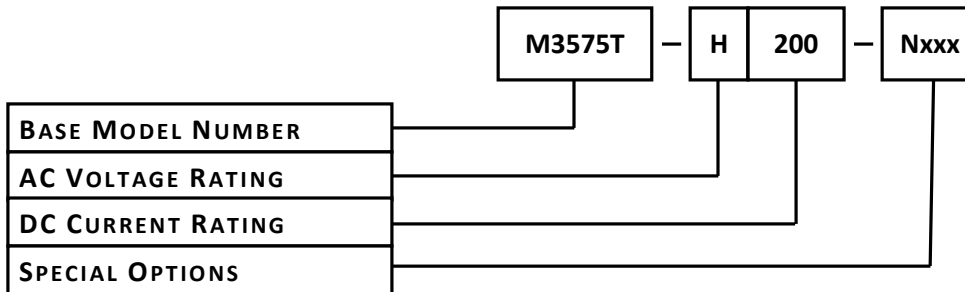 M3575T – H 200 – Nxxx
BASE MODEL NUMBER
AC VOLTAGE RATING
DC CURRENT RATING
SPECIAL OPTIONS